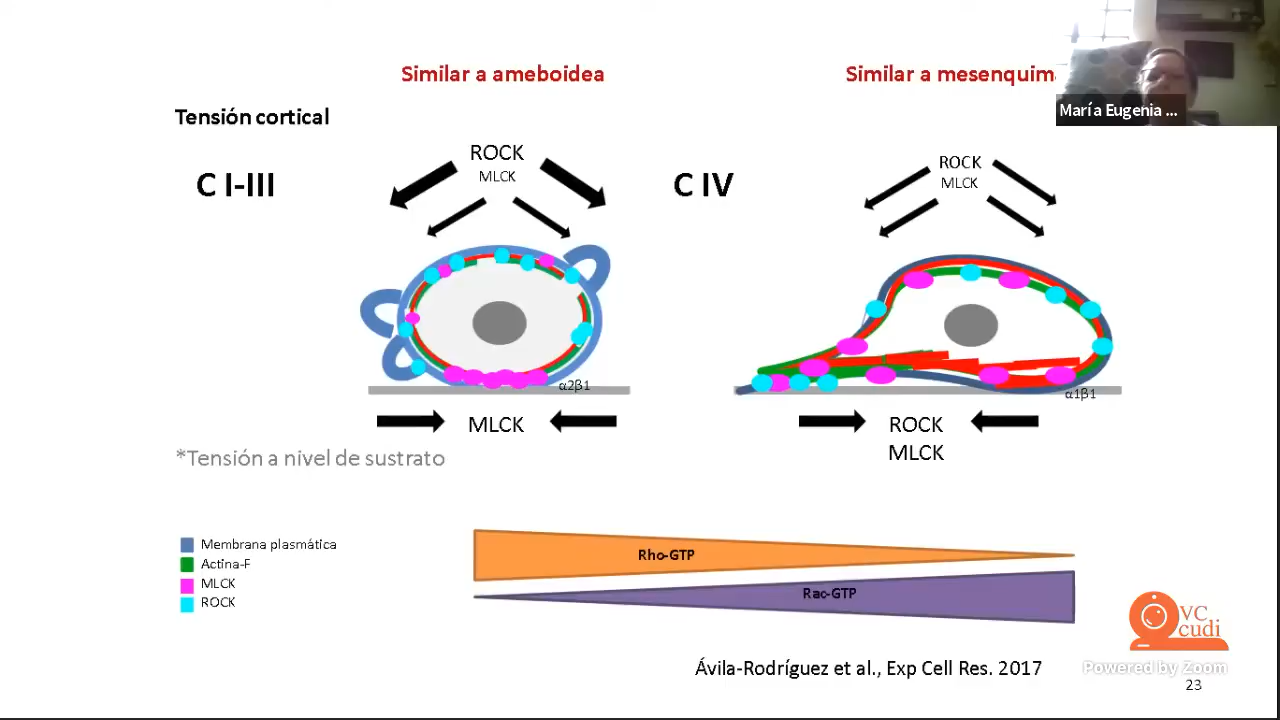 Similar a ameboidea
Similar a mesenquim
María Eugenia ...
Tensión cortical
C I-III
ROCK
MLCK
C IV
ROCK
MLCK
α2β1
α1β1
MLCK
ROCK
MLCK
*Tensión a nivel de sustrato
Membrana plasmática
Actina-F
MLCK
ROCK
Rho-GTP
Rac-GTP
VC
cudi
Ávila-Rodríguez et al., Exp Cell Res. 2017
Powered by Zoom
23